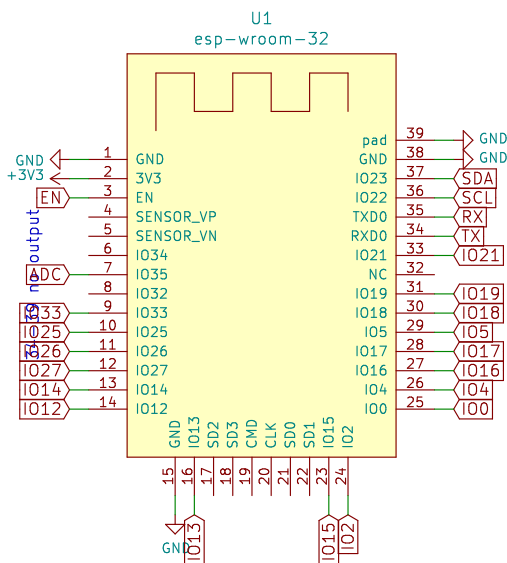 U1
esp-wroom-32
pad 39 GND
GND 1 GND
GND 38 GND
+3V3 2 3V3
IO23 37 SDA
EN 3 EN
IO22 36 SCL
4 SENSOR_VP
TXD0 35 RX
5 SENSOR_VN
RXD0 34 TX
6 IO34
IO21 33 IO21
ADC 7 IO35
NC 32
8 IO32
IO19 31 IO19
IO33 9 IO33
IO18 30 IO18
IO25 10 IO25
IO5 29 IO5
IO26 11 IO26
IO17 28 IO17
IO27 12 IO27
IO16 27 IO16
IO14 13 IO14
IO4 26 IO4
IO12 14 IO12
IO0 25 IO0
no output
GND 15 GND
IO13 16 IO13
SD2 17
SD3 18
CMD 19
CLK 20
SD0 21
SD1 22
IO15 23 IO15
IO2 24 IO2